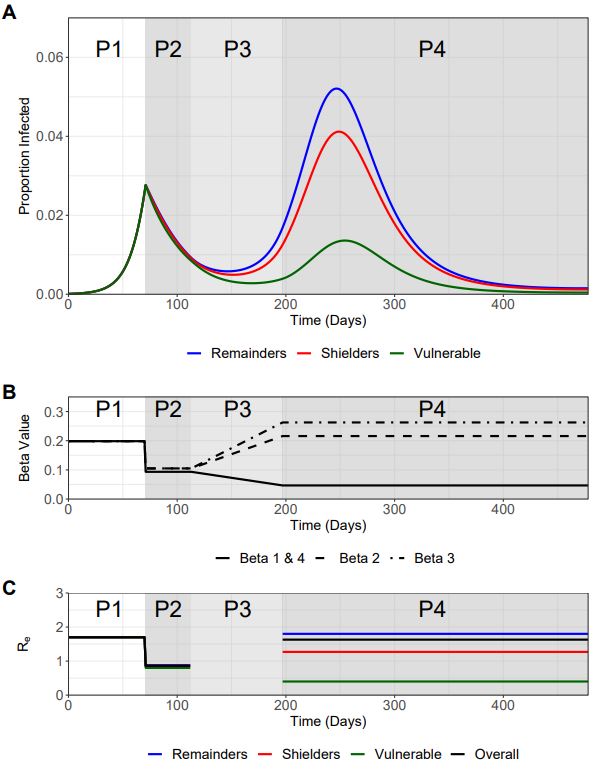 A
P1 P2 P3 P4
0.06
0.04
0.02
0.00
Proportion Infected
0 100 200 300 400
Time (Days)
Remainders Shielders Vulnerable
B
P1 P2 P3 P4
0.3
0.2
0.1
0.0
Beta Value
0 100 200 300 400
Time (Days)
Beta 1 & 4 Beta 2 Beta 3
C
P1 P2 P3 P4
3
2
1
0
Rₑ
0 100 200 300 400
Time (Days)
Remainders Shielders Vulnerable Overall